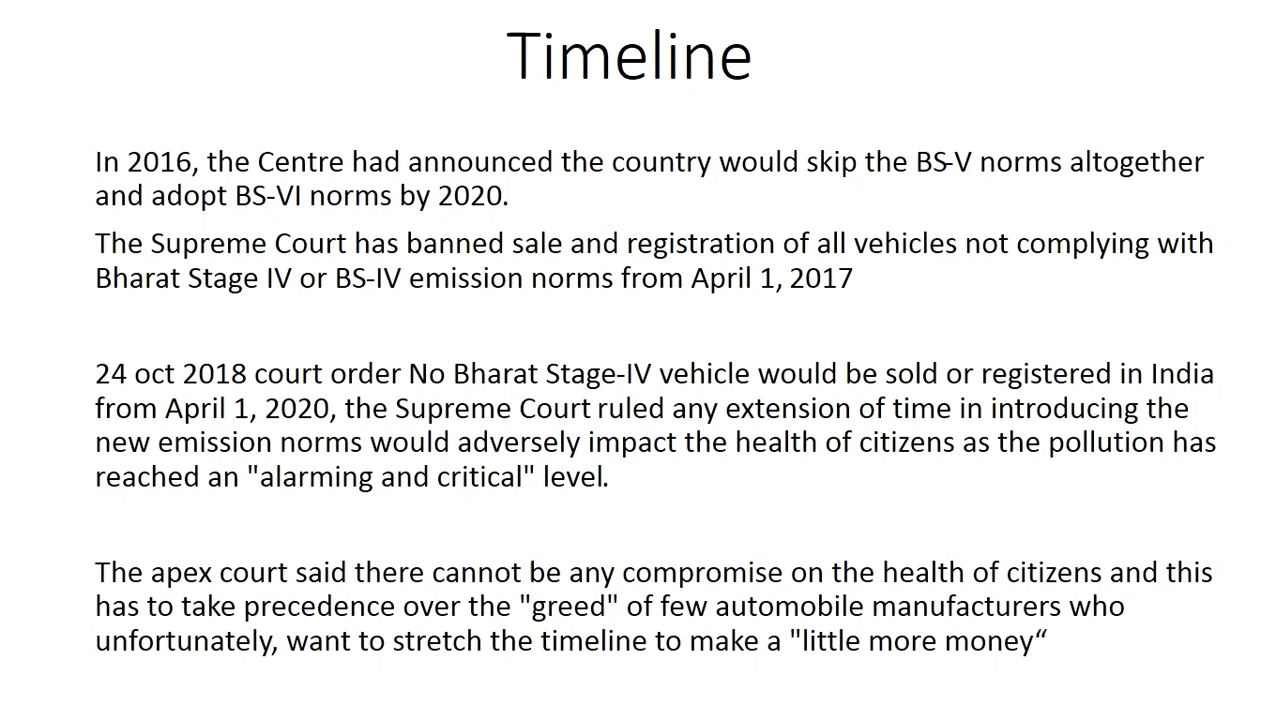 Timeline
In 2016, the Centre had announced the country would skip the BS-V norms altogether
and adopt BS-VI norms by 2020.
The Supreme Court has banned sale and registration of all vehicles not complying with
Bharat Stage IV or BS-IV emission norms from April 1, 2017
24 oct 2018 court order No Bharat Stage-IV vehicle would be sold or registered in India
from April 1, 2020, the Supreme Court ruled any extension of time in introducing the
new emission norms would adversely impact the health of citizens as the pollution has
reached an "alarming and critical" level.
The apex court said there cannot be any compromise on the health of citizens and this
has to take precedence over the "greed" of few automobile manufacturers who
unfortunately, want to stretch the timeline to make a "little more money“